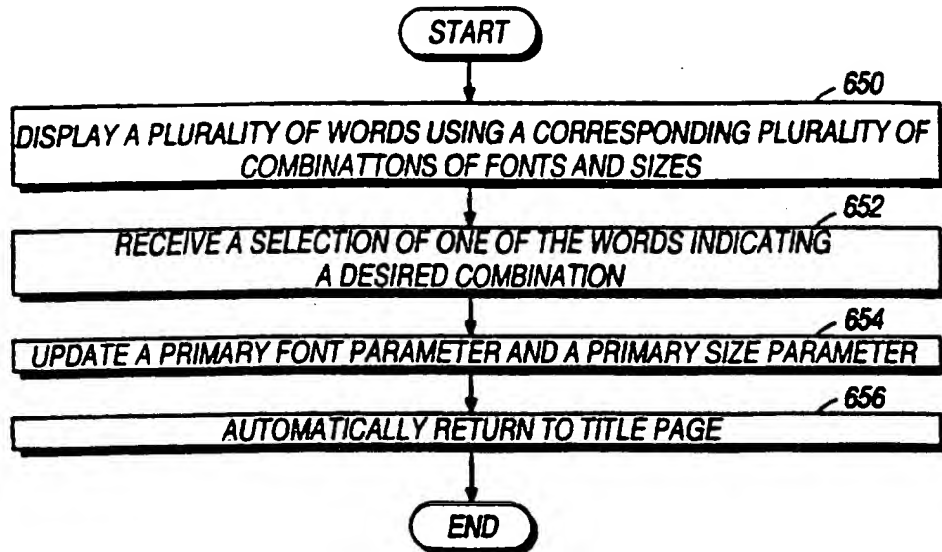 START
650
DISPLAY A PLURALITY OF WORDS USING A CORRESPONDING PLURALITY OF
COMBINATTONS OF FONTS AND SIZES
652
RECEIVE A SELECTION OF ONE OF THE WORDS INDICATING
A DESIRED COMBINATION
654
UPDATE A PRIMARY FONT PARAMETER AND A PRIMARY SIZE PARAMETER
656
AUTOMATICALLY RETURN TO TITLE PAGE
END